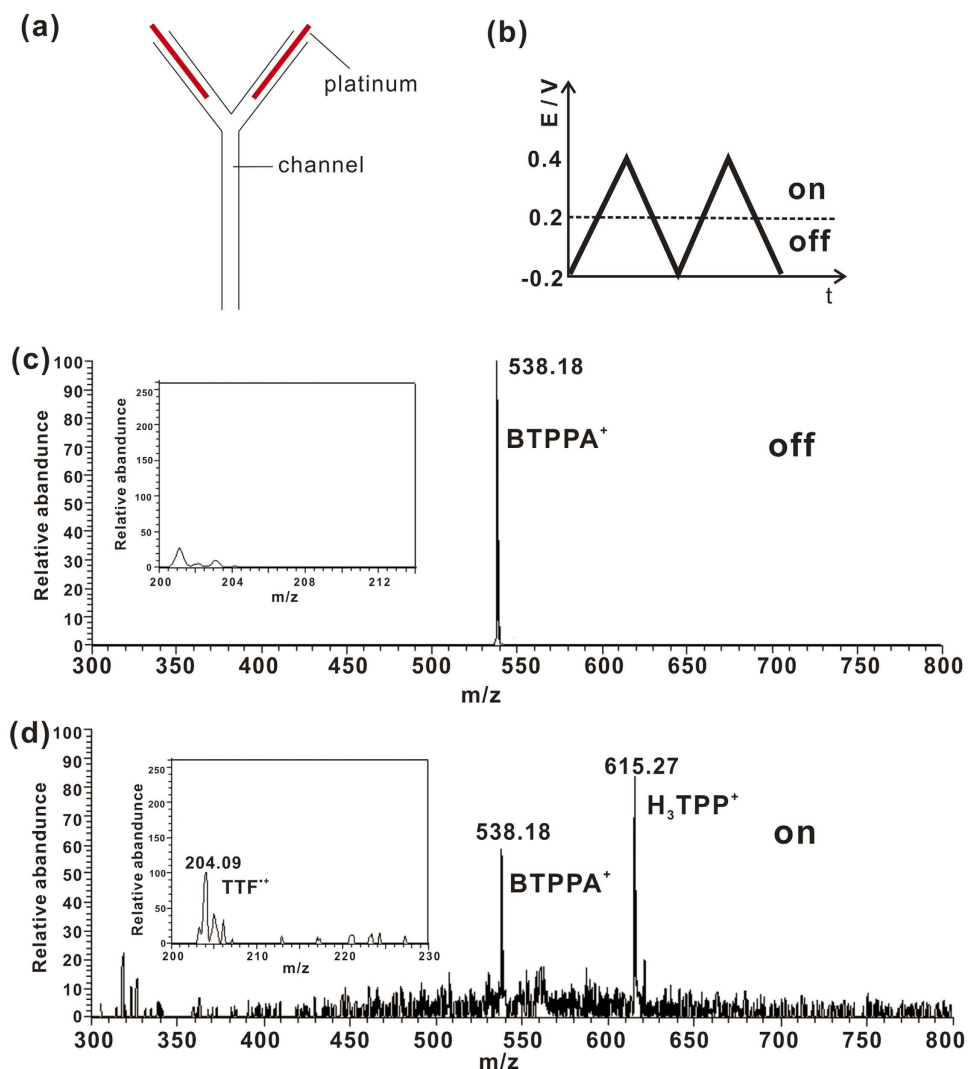 (a)
platinum
channel
(b)
E / V
0.4
on
0.2
off
-0.2
t
(c)
100
90
80
70
60
50
40
30
20
10
0
Relative abandunce
538.18
BTPPA⁺
off
250
200
150
100
50
0
Relative abandunce
200 204 208 212
m/z
300 350 400 450 500 550 600 650 700 750 800
m/z
(d)
100
90
80
70
60
50
40
30
20
10
0
Relative abandunce
615.27
H₃TPP⁺
538.18
BTPPA⁺
on
250
200
150
100
50
0
Relative abandunce
204.09
TTF•⁺
200 210 220 230
m/z
300 350 400 450 500 550 600 650 700 750 800
m/z